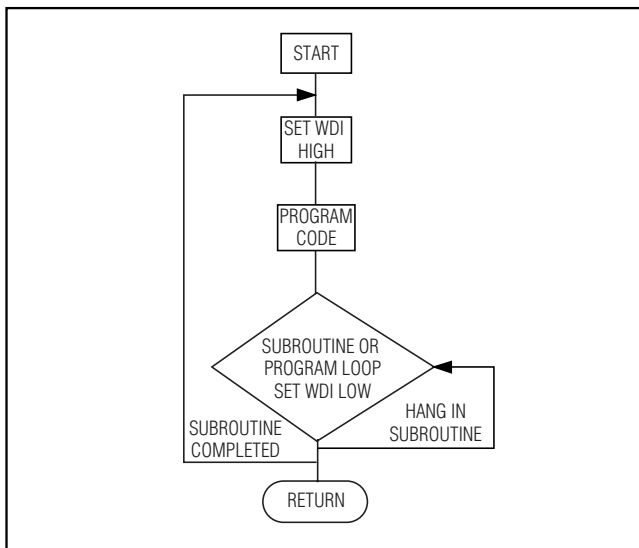 START
SET WDI
HIGH
PROGRAM
CODE
SUBROUTINE OR
PROGRAM LOOP
SET WDI LOW
SUBROUTINE
COMPLETED
HANG IN
SUBROUTINE
RETURN